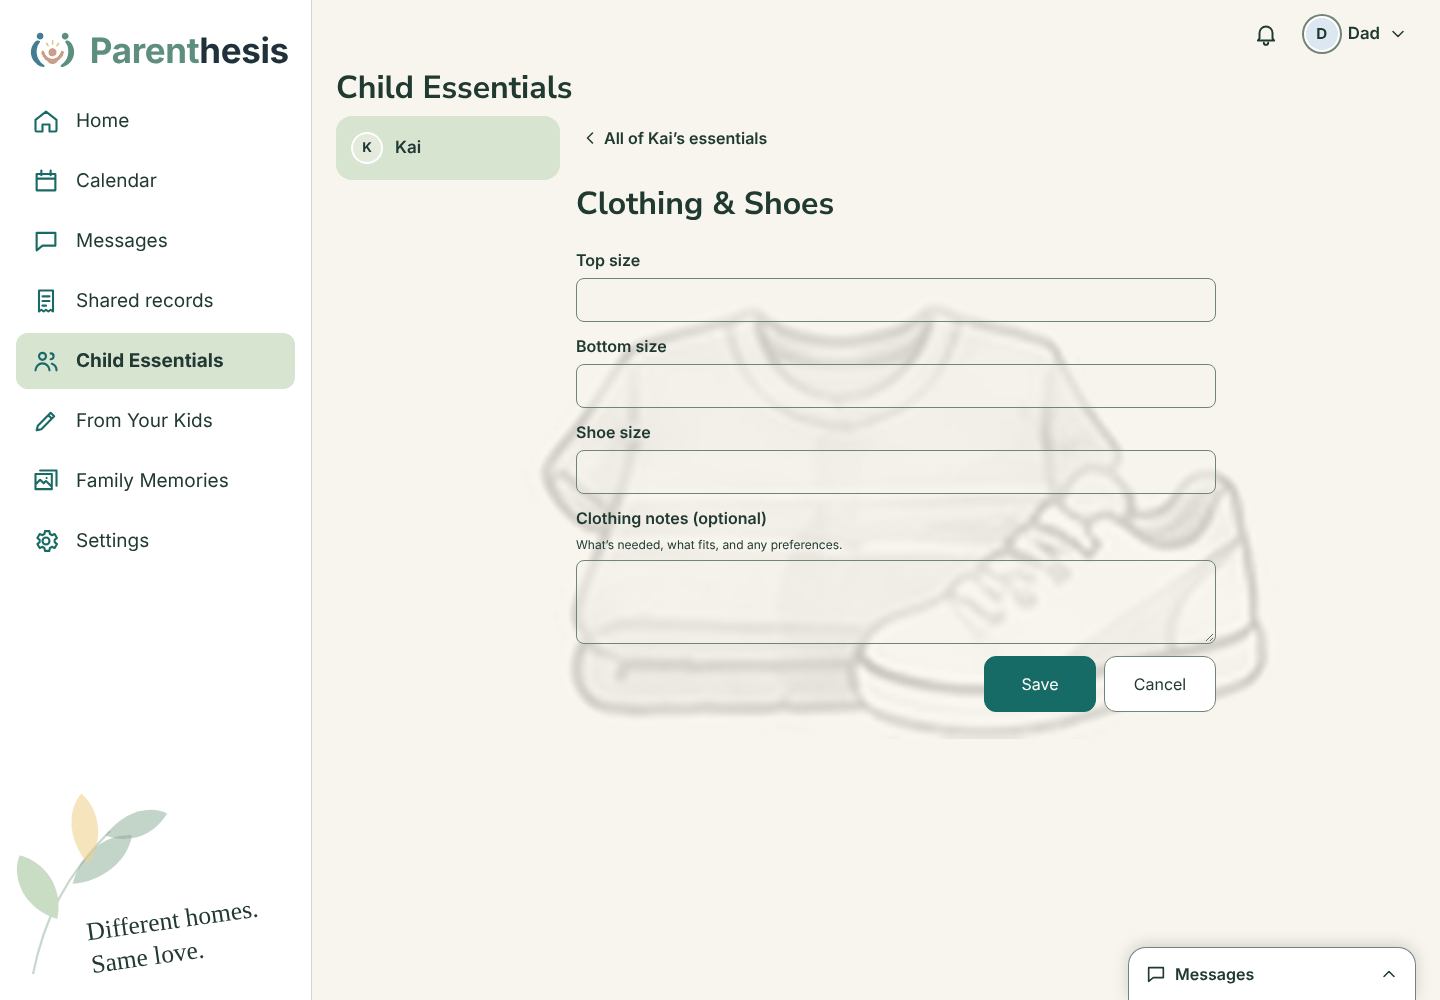 Parenthesis
D
Dad
Home
Calendar
Messages
Shared records
Child Essentials
From Your Kids
Family Memories
Settings
Different homes.
Same love.
Child Essentials
K
Kai
All of Kai’s essentials
Clothing & Shoes
Top size
Bottom size
Shoe size
Clothing notes (optional)
What’s needed, what fits, and any preferences.
Save
Cancel
Messages